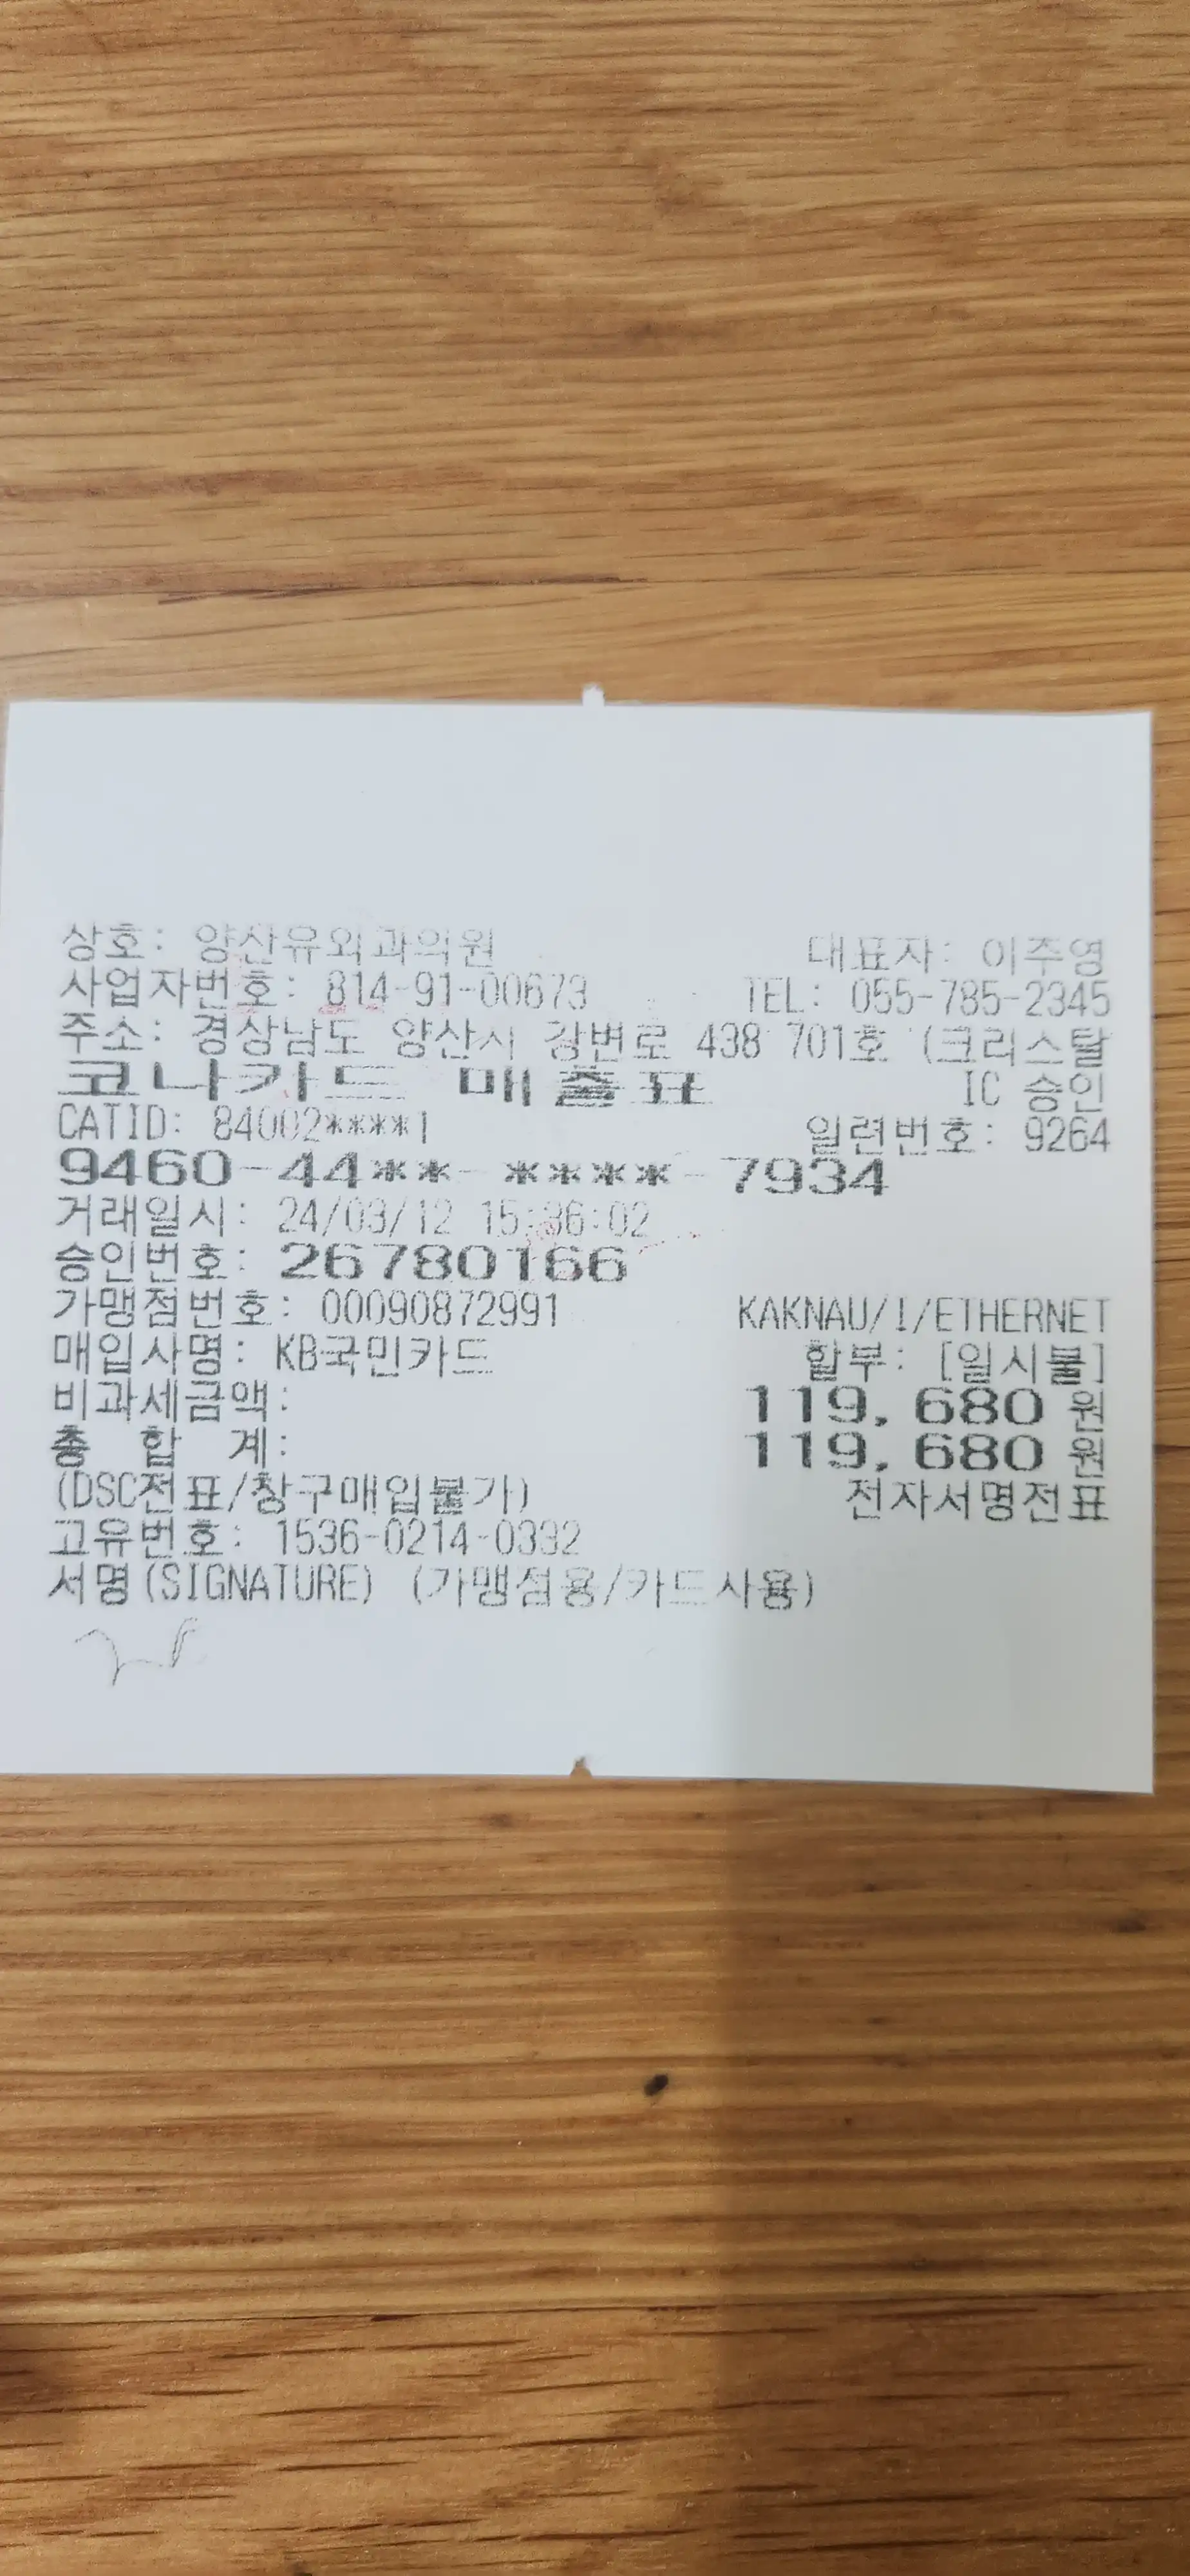 상호: 양산유외과의원 대표자: 이주영
사업자번호: 814-91-00673 TEL: 055-785-2345
주소: 경상남도 양산시 강변로 438 701호 (크리스탈
코나카드 매출표 IC 승인
CATID: 84002****1 일련번호: 9264
9460-44**-****-7934
거래일시: 24/03/12 15:36:02
승인번호: 26780166
가맹점번호: 00090872991 KAKNAU/1/ETHERNET
매입사명: KB국민카드 할부: [일시불]
비과세금액: 119,680 원
총 합 계: 119,680 원
(DSC전표/창구매입불가) 전자서명전표
고유번호: 1536-0214-0332
서명(SIGNATURE) (가맹점용/카드사용)